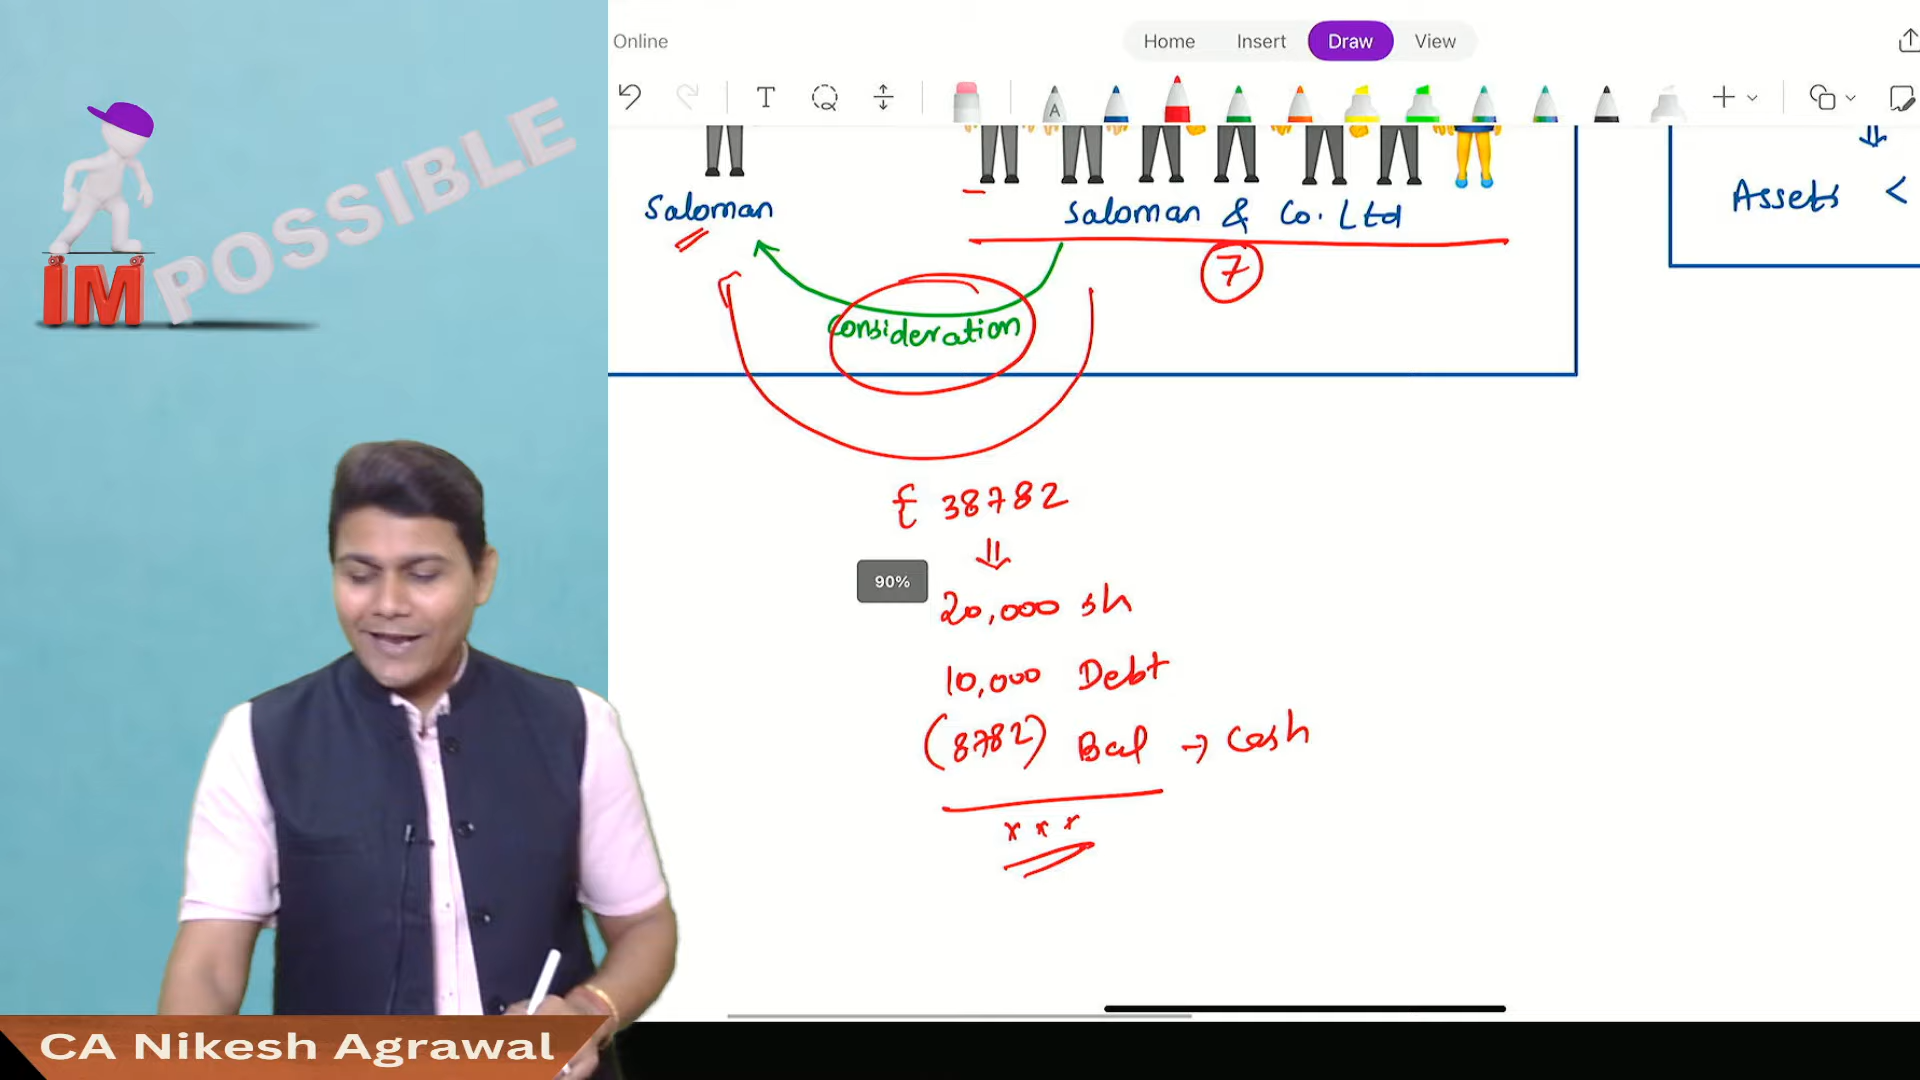 Online
Home Insert Draw View
T
A
90%
IMPOSSIBLE
Saloman
Saloman & Co. Ltd
7
Consideration
Assets <
£ 38782
⇓
20,000 sh
10,000 Debt
(8782) Bal → Cash
x x x
CA Nikesh Agrawal